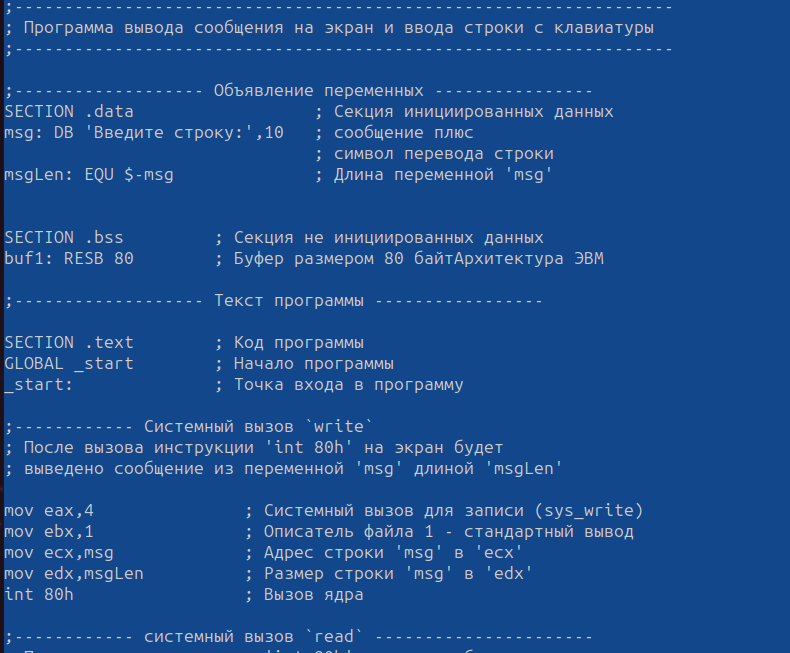 ;------------------------------------------------------------------
; Программа вывода сообщения на экран и ввода строки с клавиатуры
;------------------------------------------------------------------
;------------------- Объявление переменных ----------------
SECTION .data ; Секция инициированных данных
msg: DB 'Введите строку:',10 ; сообщение плюс
; символ перевода строки
msgLen: EQU $-msg ; Длина переменной 'msg'
SECTION .bss ; Секция не инициированных данных
buf1: RESB 80 ; Буфер размером 80 байтАрхитектура ЭВМ
;------------------- Текст программы -----------------
SECTION .text ; Код программы
GLOBAL _start ; Начало программы
_start: ; Точка входа в программу
;------------ Системный вызов `write`
; После вызова инструкции 'int 80h' на экран будет
; выведено сообщение из переменной 'msg' длиной 'msgLen'
mov eax,4 ; Системный вызов для записи (sys_write)
mov ebx,1 ; Описатель файла 1 - стандартный вывод
mov ecx,msg ; Адрес строки 'msg' в 'ecx'
mov edx,msgLen ; Размер строки 'msg' в 'edx'
int 80h ; Вызов ядра
;------------ системный вызов `read` ----------------------